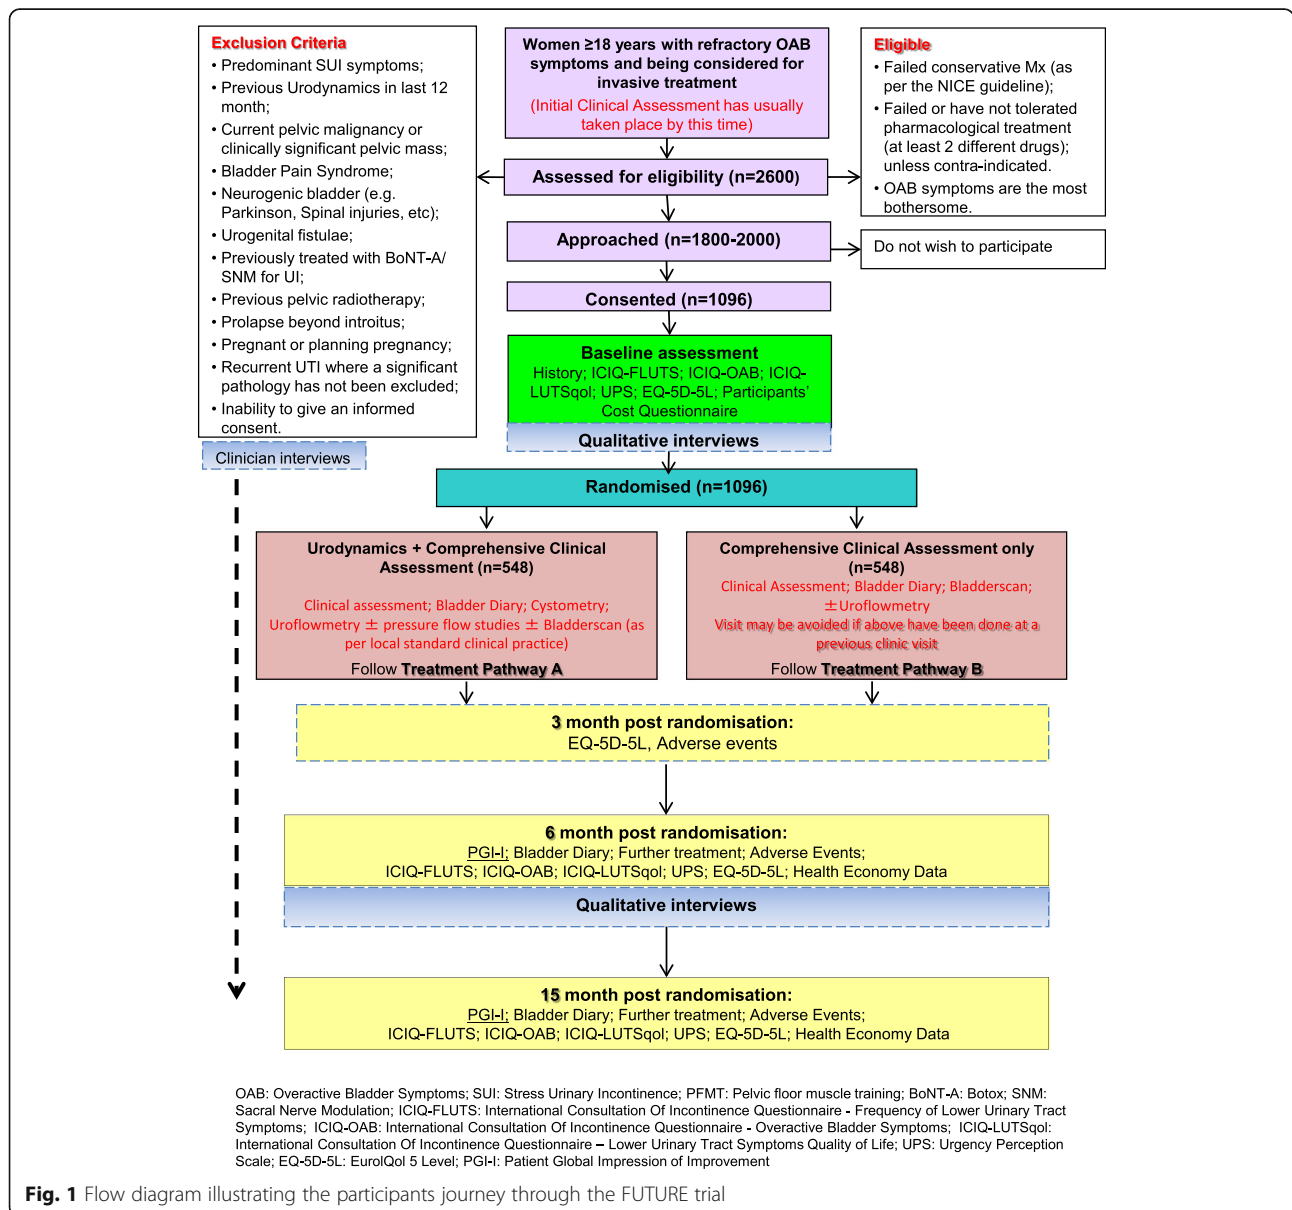 Exclusion Criteria
• Predominant SUI symptoms;
• Previous Urodynamics in last 12
month;
• Current pelvic malignancy or
clinically significant pelvic mass;
• Bladder Pain Syndrome;
• Neurogenic bladder (e.g.
Parkinson, Spinal injuries, etc);
• Urogenital fistulae;
• Previously treated with BoNT-A/
SNM for UI;
• Previous pelvic radiotherapy;
• Prolapse beyond introitus;
• Pregnant or planning pregnancy;
• Recurrent UTI where a significant
pathology has not been excluded;
• Inability to give an informed
consent.
Women ≥18 years with refractory OAB
symptoms and being considered for
invasive treatment
(Initial Clinical Assessment has usually
taken place by this time)
Eligible
• Failed conservative Mx (as
per the NICE guideline);
• Failed or have not tolerated
pharmacological treatment
(at least 2 different drugs);
unless contra-indicated.
• OAB symptoms are the most
bothersome.
Assessed for eligibility (n=2600)
Approached (n=1800-2000)
Do not wish to participate
Consented (n=1096)
Baseline assessment
History; ICIQ-FLUTS; ICIQ-OAB; ICIQ-
LUTSqol; UPS; EQ-5D-5L; Participants'
Cost Questionnaire
Qualitative interviews
Clinician interviews
Randomised (n=1096)
Urodynamics + Comprehensive Clinical
Assessment (n=548)
Clinical assessment; Bladder Diary; Cystometry;
Uroflowmetry ± pressure flow studies ± Bladderscan (as
per local standard clinical practice)
Follow Treatment Pathway A
Comprehensive Clinical Assessment only
(n=548)
Clinical Assessment; Bladder Diary; Bladderscan;
±Uroflowmetry
Visit may be avoided if above have been done at a
previous clinic visit
Follow Treatment Pathway B
3 month post randomisation:
EQ-5D-5L, Adverse events
6 month post randomisation:
PGI-I; Bladder Diary; Further treatment; Adverse Events;
ICIQ-FLUTS; ICIQ-OAB; ICIQ-LUTSqol; UPS; EQ-5D-5L; Health Economy Data
Qualitative interviews
15 month post randomisation:
PGI-I; Bladder Diary; Further treatment; Adverse Events;
ICIQ-FLUTS; ICIQ-OAB; ICIQ-LUTSqol; UPS; EQ-5D-5L; Health Economy Data
OAB: Overactive Bladder Symptoms; SUI: Stress Urinary Incontinence; PFMT: Pelvic floor muscle training; BoNT-A: Botox; SNM:
Sacral Nerve Modulation; ICIQ-FLUTS: International Consultation Of Incontinence Questionnaire - Frequency of Lower Urinary Tract
Symptoms; ICIQ-OAB: International Consultation Of Incontinence Questionnaire - Overactive Bladder Symptoms; ICIQ-LUTSqol:
International Consultation Of Incontinence Questionnaire – Lower Urinary Tract Symptoms Quality of Life; UPS: Urgency Perception
Scale; EQ-5D-5L: EurolQol 5 Level; PGI-I: Patient Global Impression of Improvement
Fig. 1 Flow diagram illustrating the participants journey through the FUTURE trial